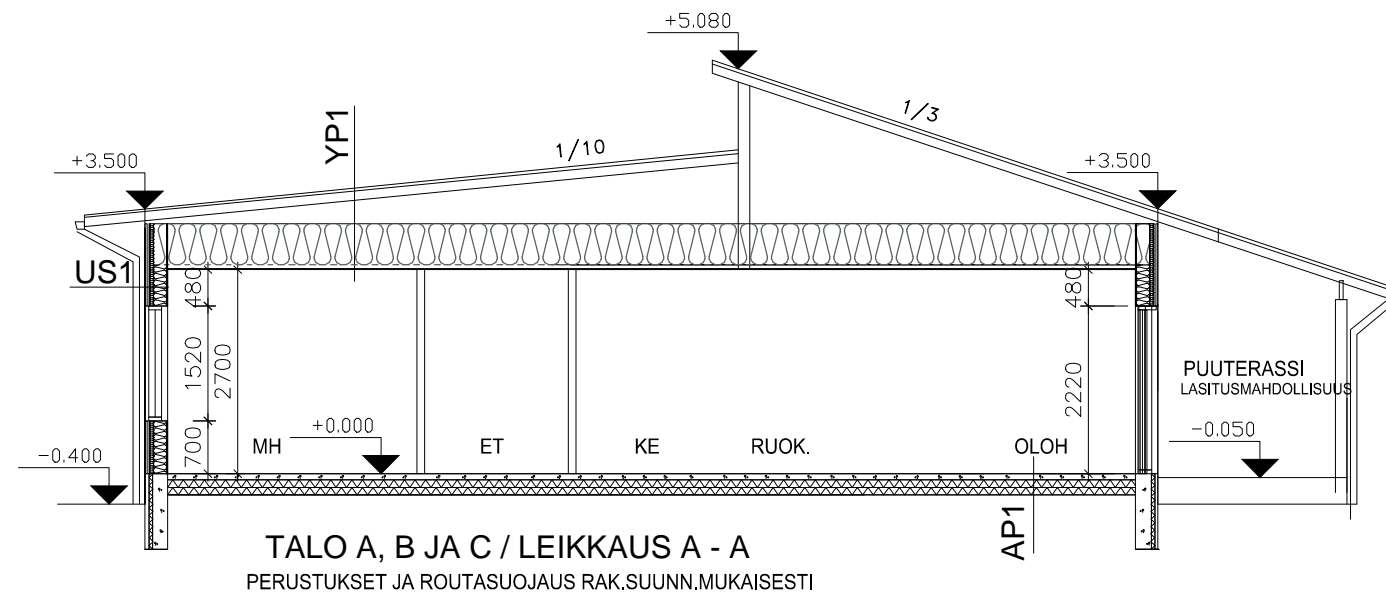 +5.080
1/3
YP1
1/10
+3.500
+3.500
US1
480
480
1520
2700
2220
PUUTERASSI
LASITUSMAHDOLLISUUS
700
MH
+0.000
ET
KE
RUOK.
OLOH
-0.050
-0.400
AP1
TALO A, B JA C / LEIKKAUS A - A
PERUSTUKSET JA ROUTASUOJAUS RAK.SUUNN.MUKAISESTI